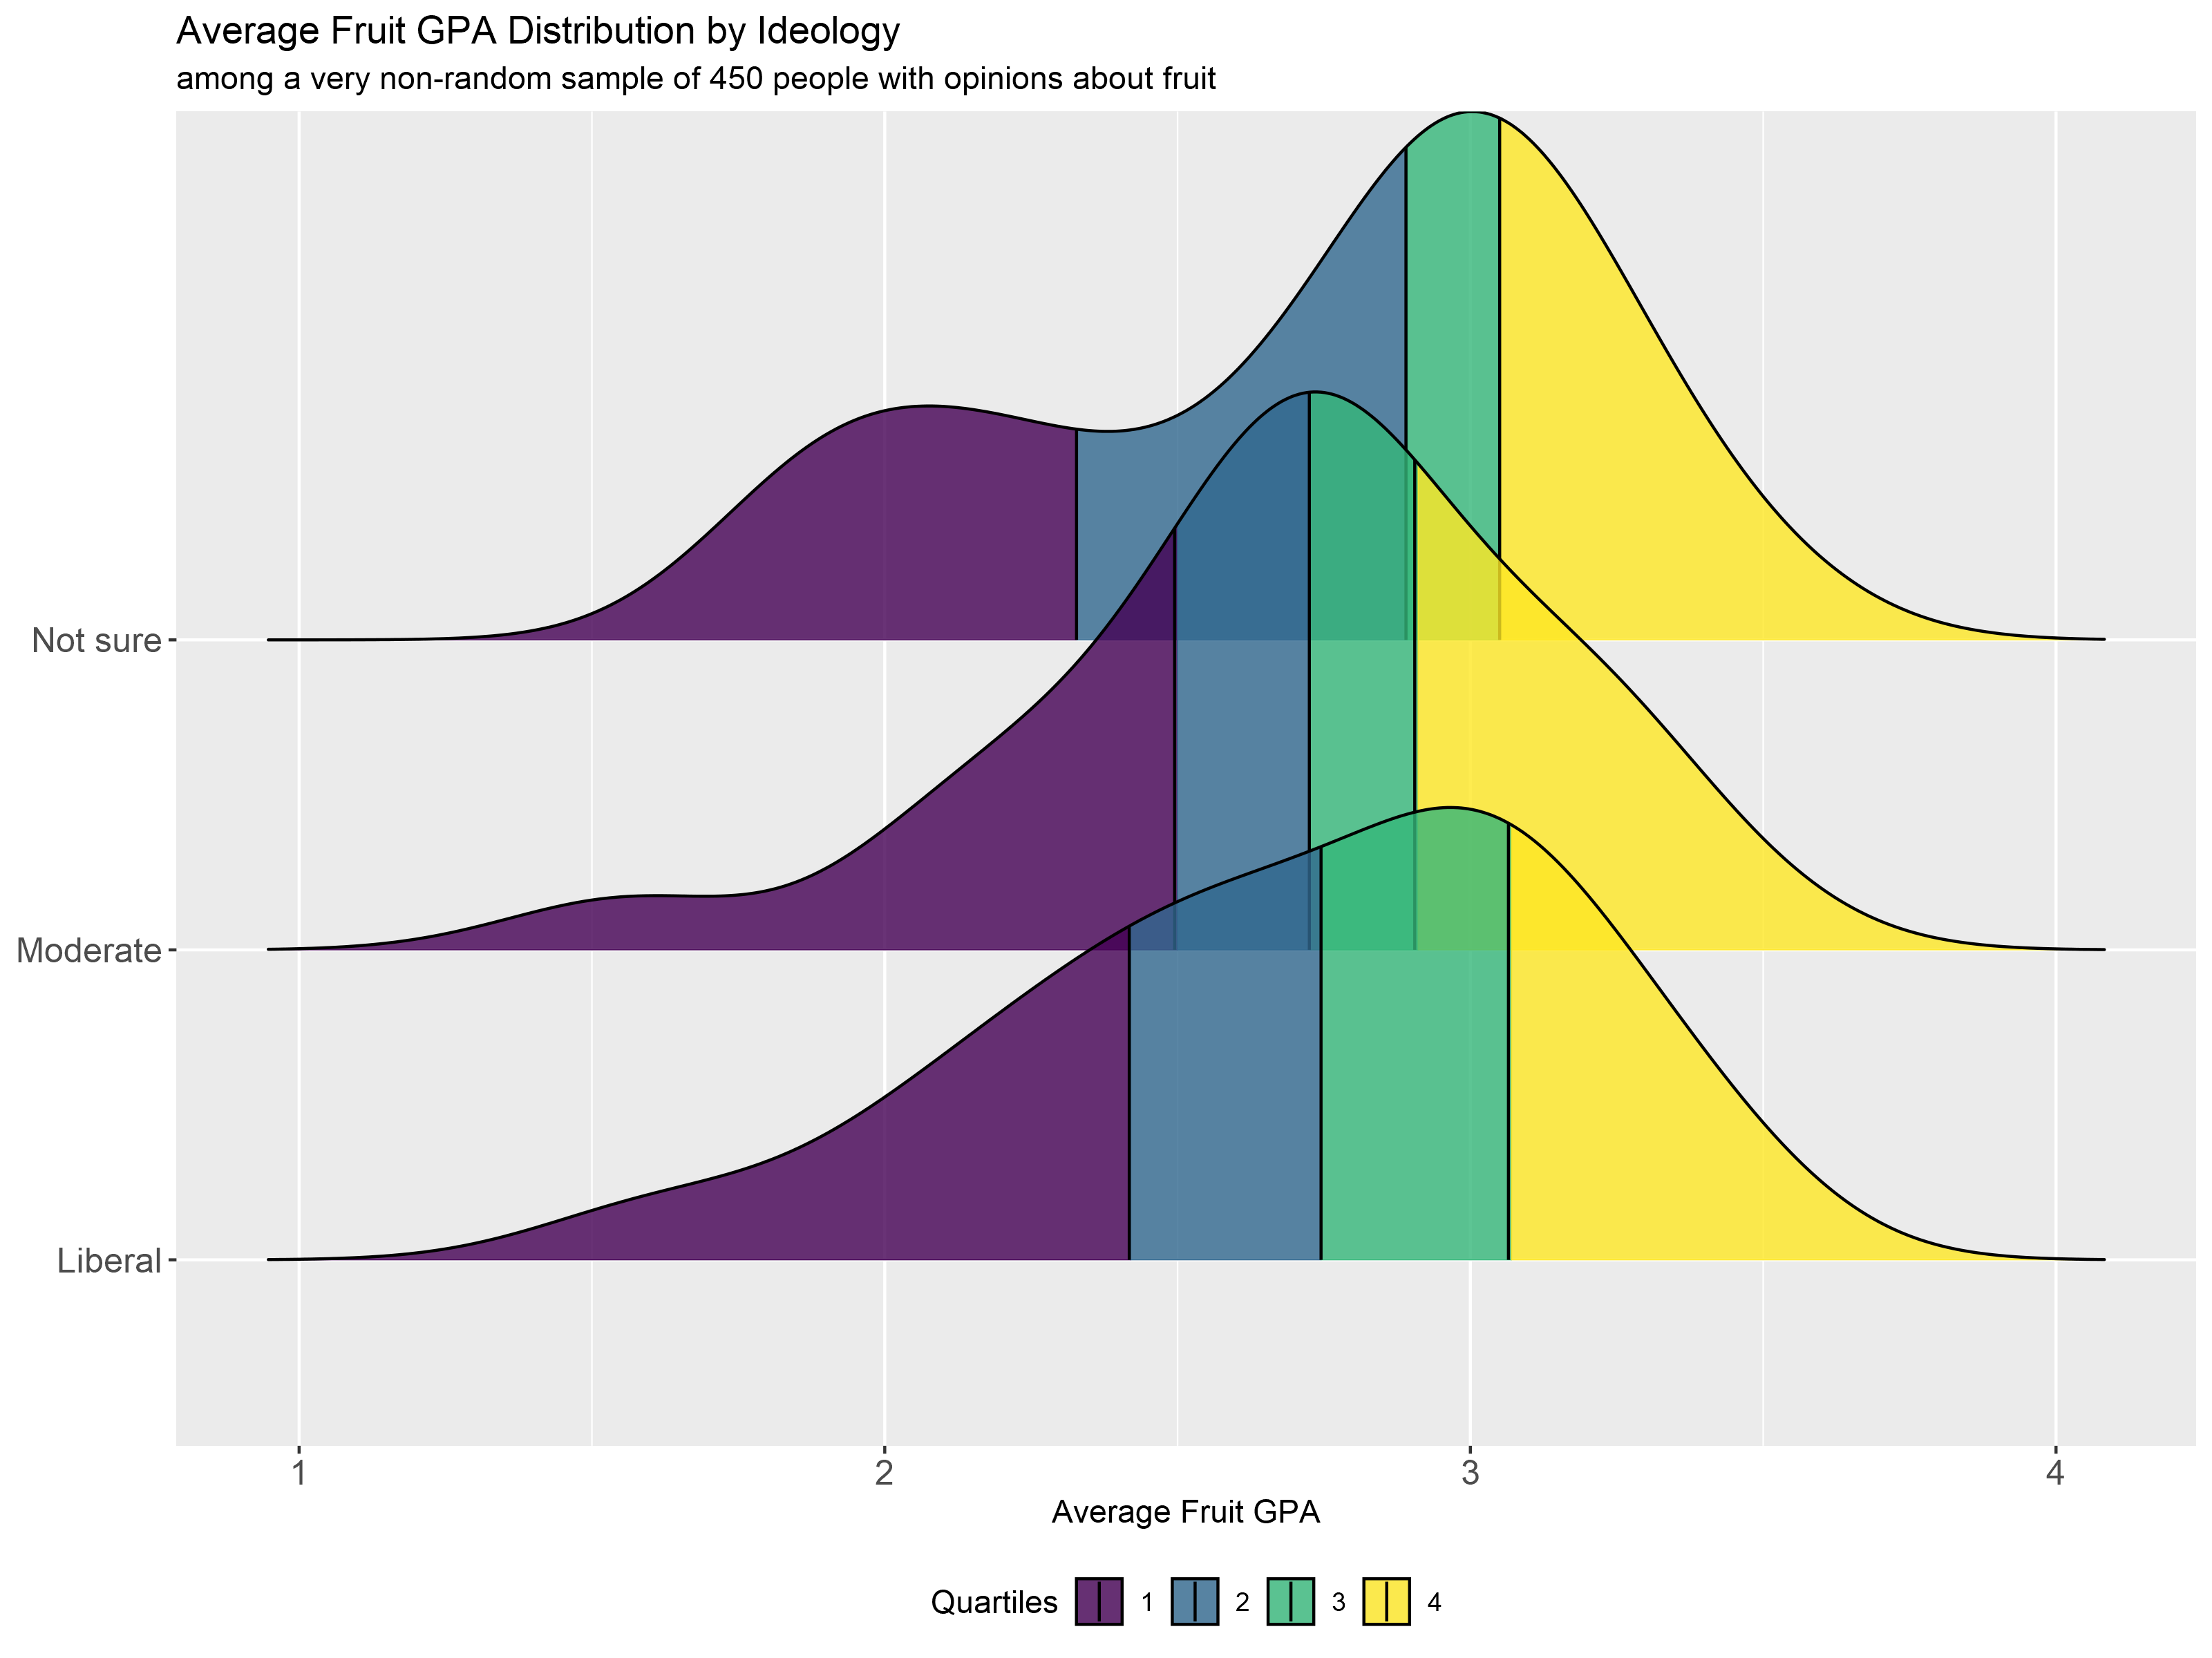 Average Fruit GPA Distribution by Ideology
among a very non-random sample of 450 people with opinions about fruit
Not sure
Moderate
Liberal
1 2 3 4
Average Fruit GPA
Quartiles 1 2 3 4